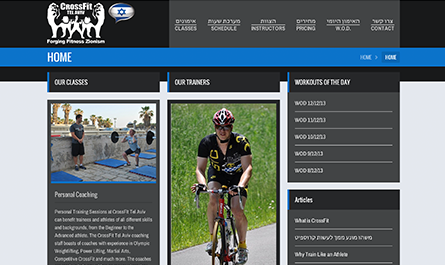 CrossFit
TEL AVIV
Forging Fitness Zionism
אימונים
CLASSES
מערכת שעות
SCHEDULE
הצוות
INSTRUCTORS
מחירים
PRICING
האימון היומי
W.O.D.
צרו קשר
CONTACT
HOME
HOME > HOME
OUR CLASSES
Personal Coaching
Personal Training Sessions at CrossFit Tel Aviv
can benefit trainees and athletes of all different skills
and backgrounds, from the Beginner to the
Advanced athlete. The CrossFit Tel Aviv coaching
staff boasts of coaches with experience in Olympic
Weightlifting, Power Lifting, Martial Arts,
Competitive CrossFit and much more. The coaches
OUR TRAINERS
WORKOUTS OF THE DAY
WOD 12/12/13
WOD 11/12/13
WOD 10/12/13
WOD 9/12/13
WOD 8/12/13
Articles
What is CrossFit
משהו מונע ממך לעשות קרוספיט
Why Train Like an Athlete